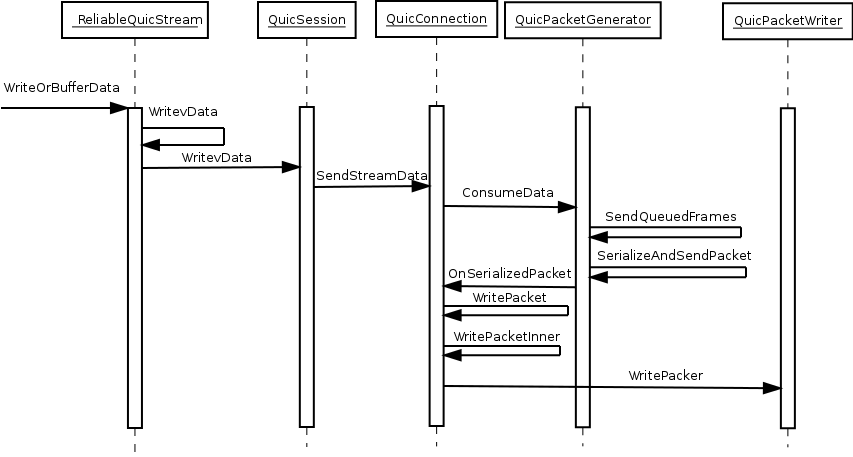 ReliableQuicStream
QuicSession
QuicConnection
QuicPacketGenerator
QuicPacketWriter
WriteOrBufferData
WritevData
WritevData
SendStreamData
ConsumeData
SendQueuedFrames
SerializeAndSendPacket
OnSerializedPacket
WritePacket
WritePacketInner
WritePacker